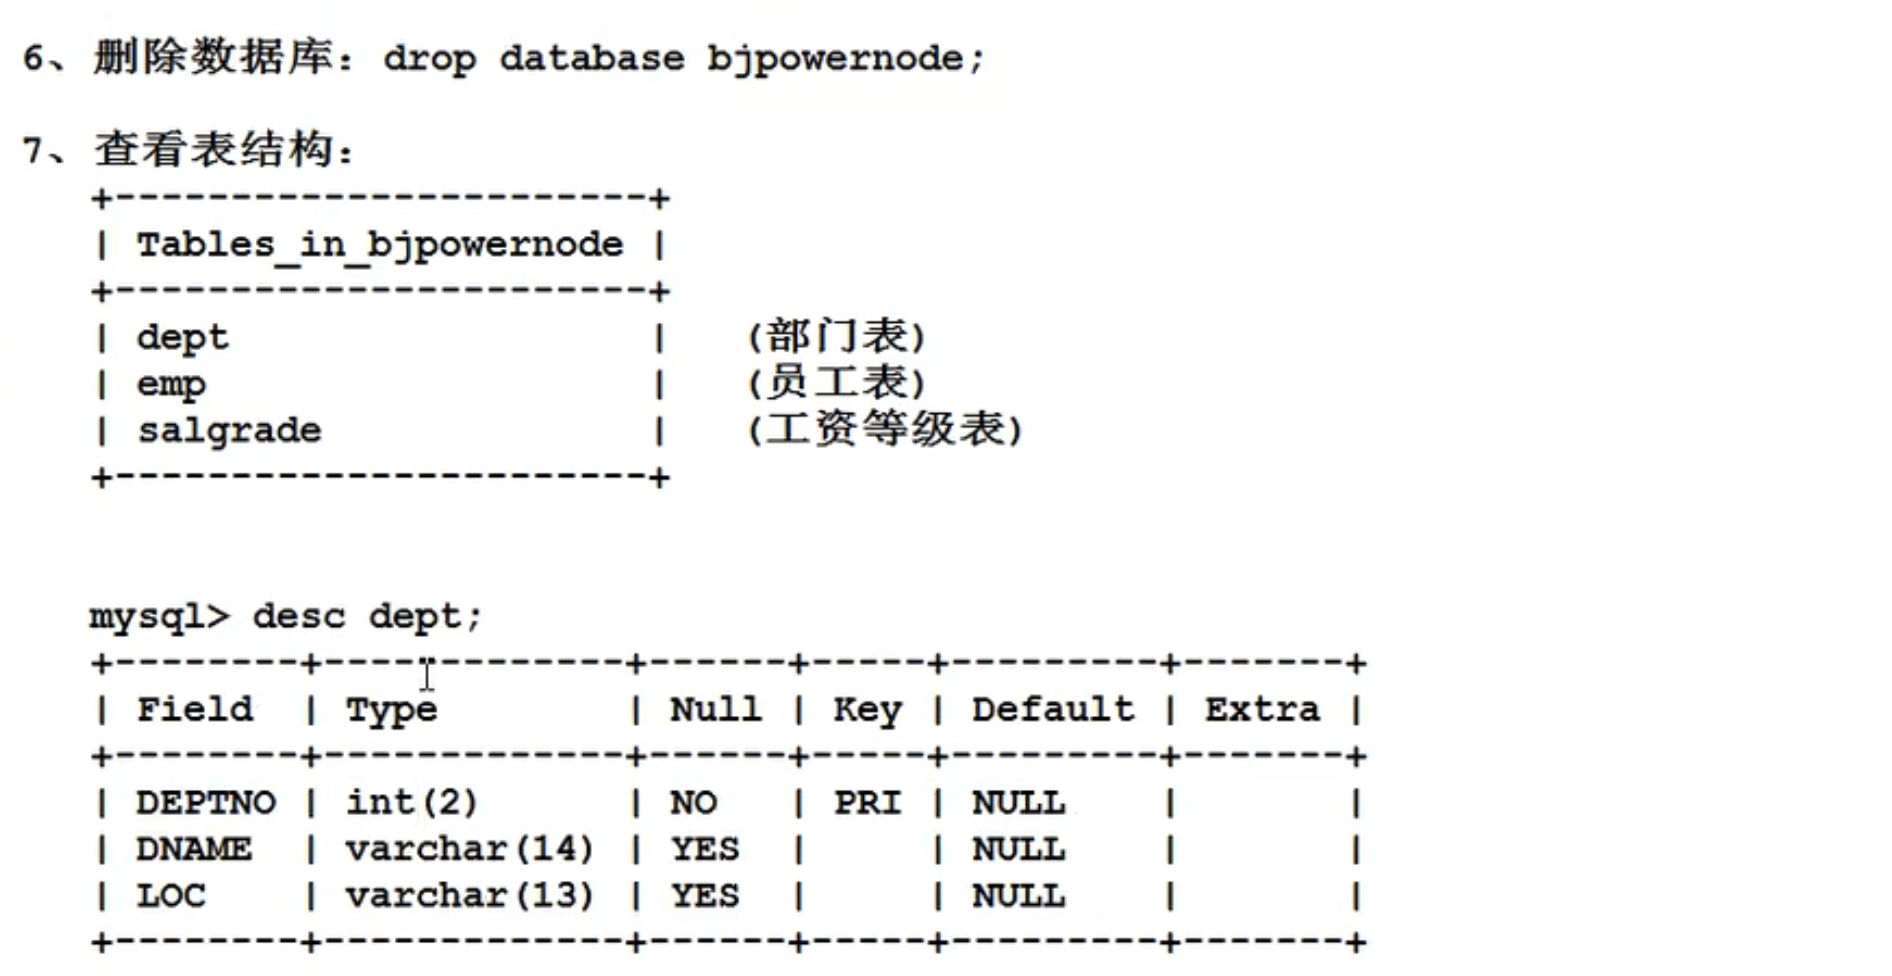 6、删除数据库：drop database bjpowernode;
7、查看表结构：
+-----------------------+
| Tables_in_bjpowernode |
+-----------------------+
| dept                  |   (部门表)
| emp                   |   (员工表)
| salgrade              |   (工资等级表)
+-----------------------+
mysql> desc dept;
+--------+-------------+------+-----+---------+-------+
| Field  | Type        | Null | Key | Default | Extra |
+--------+-------------+------+-----+---------+-------+
| DEPTNO | int(2)      | NO   | PRI | NULL    |       |
| DNAME  | varchar(14) | YES  |     | NULL    |       |
| LOC    | varchar(13) | YES  |     | NULL    |       |
+--------+-------------+------+-----+---------+-------+